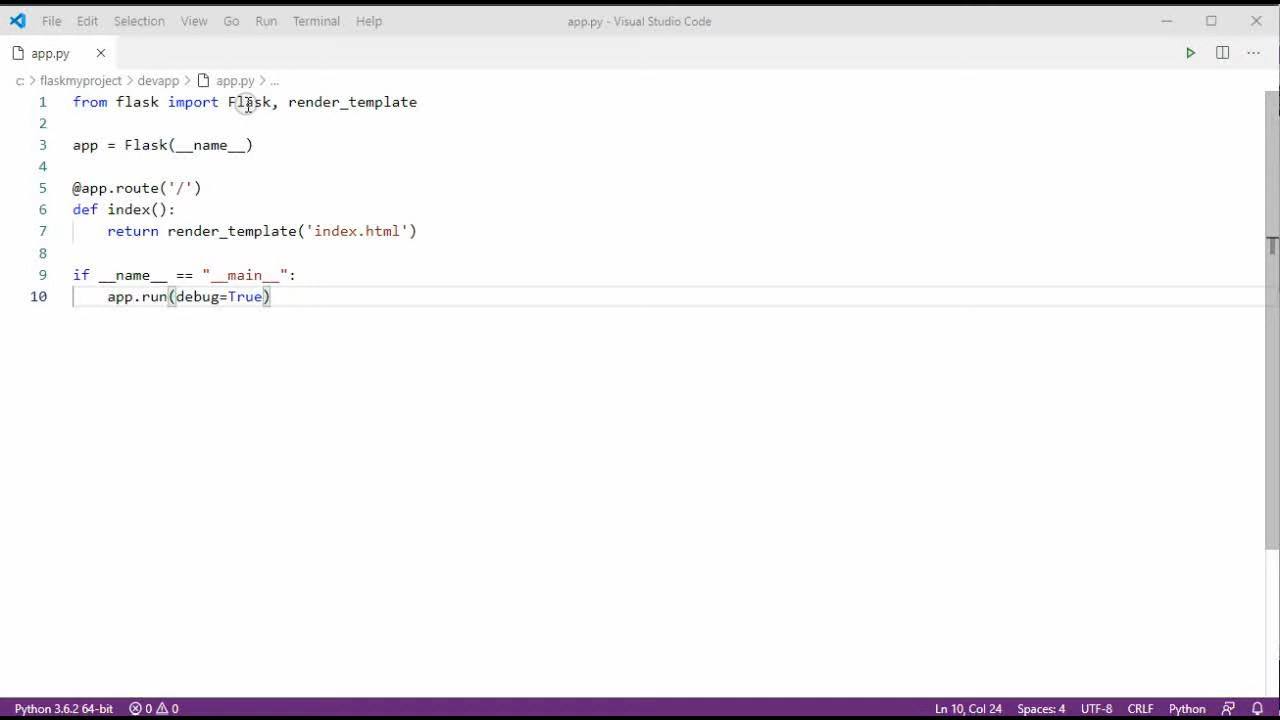 File Edit Selection View Go Run Terminal Help app.py - Visual Studio Code
app.py
c: > flaskmyproject > devapp > app.py > ...
1 from flask import Flask, render_template
2
3 app = Flask(__name__)
4
5 @app.route('/')
6 def index():
7 return render_template('index.html')
8
9 if __name__ == "__main__":
10 app.run(debug=True)
Python 3.6.2 64-bit 0 0 Ln 10, Col 24 Spaces: 4 UTF-8 CRLF Python